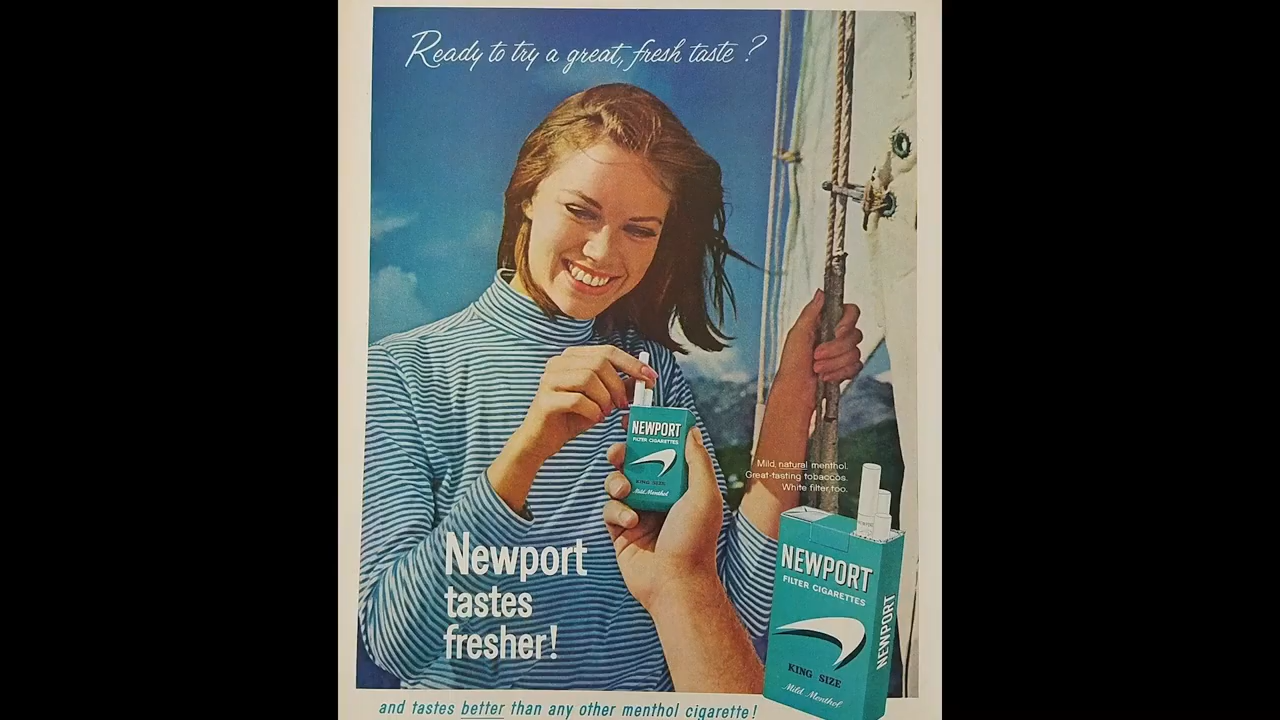 Ready to try a great, fresh taste?
NEWPORT
FILTER CIGARETTES
KING SIZE
Mild Menthol
Mild, natural menthol.
Great-tasting tobaccos.
White filter, too.
Newport
tastes
fresher!
NEWPORT
FILTER CIGARETTES
KING SIZE
Mild Menthol
NEWPORT
and tastes better than any other menthol cigarette!